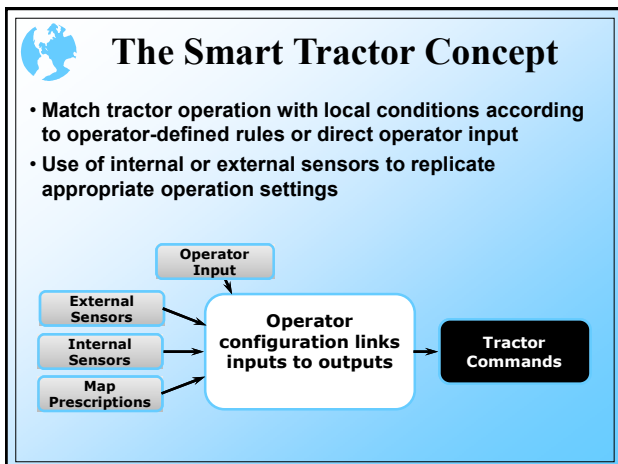 The Smart Tractor Concept
• Match tractor operation with local conditions according
to operator-defined rules or direct operator input
• Use of internal or external sensors to replicate
appropriate operation settings
Operator
Input
External
Sensors
Internal
Sensors
Map
Prescriptions
Operator
configuration links
inputs to outputs
Tractor
Commands